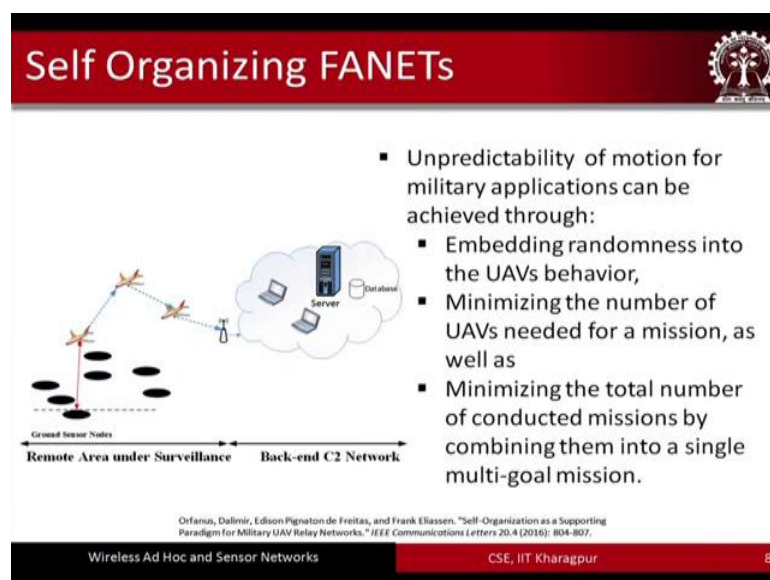 Self Organizing FANETs
Unpredictability of motion for
military applications can be
achieved through:
Embedding randomness into
the UAVs behavior,
Minimizing the number of
UAVs needed for a mission, as
well as
Minimizing the total number
of conducted missions by
combining them into a single
multi-goal mission.
Server
Database
Ground Sensor Nodes
Remote Area under Surveillance
Back-end C2 Network
Orfanus, Dalimir, Edison Pignaton de Freitas, and Frank Eliassen. "Self-Organization as a Supporting
Paradigm for Military UAV Relay Networks." IEEE Communications Letters 20.4 (2016): 804-807.
Wireless Ad Hoc and Sensor Networks
CSE, IIT Kharagpur
8